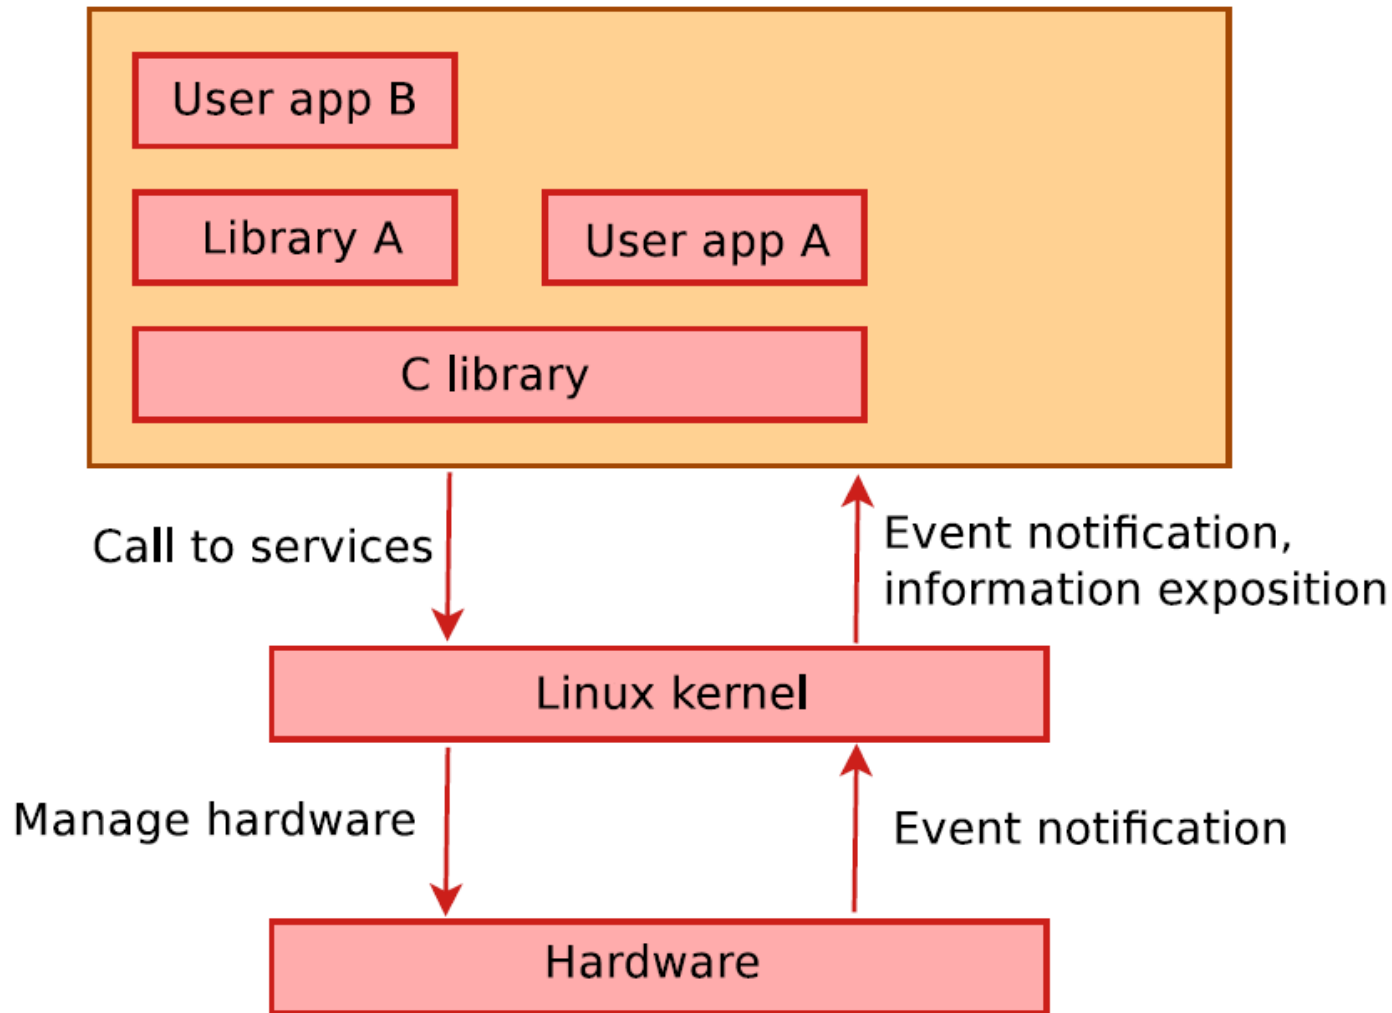 User app B
Library A
User app A
C library
Call to services
Event notification,
information exposition
Linux kernel
Manage hardware
Event notification
Hardware